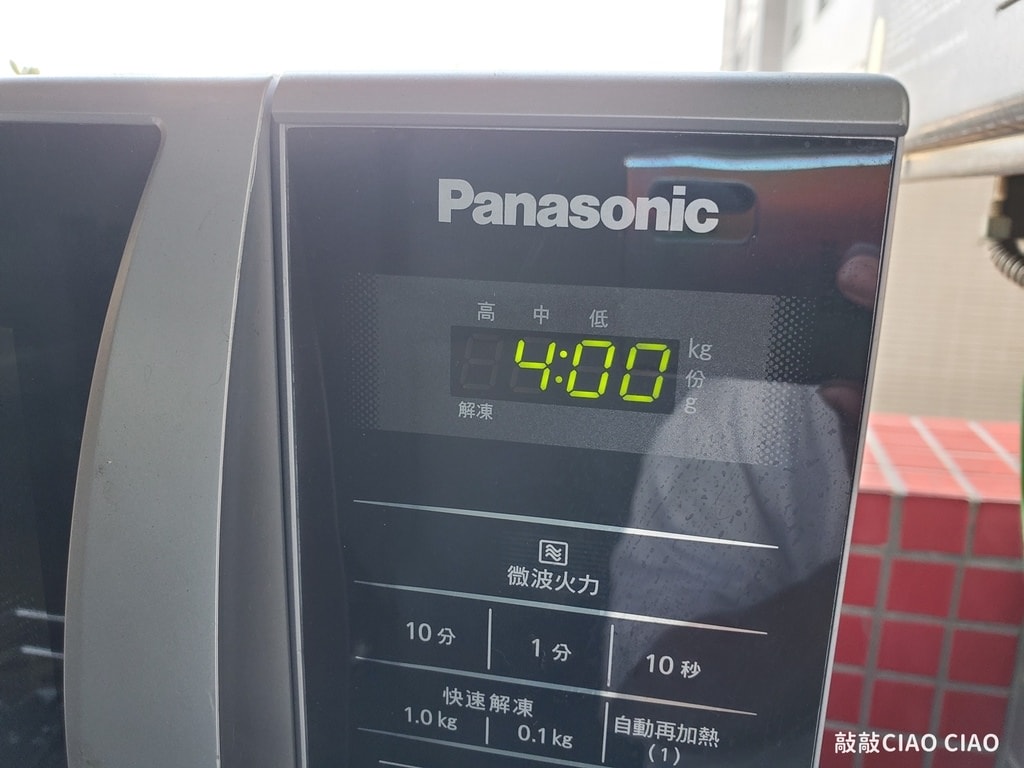 Panasonic
高 中 低
4:00
kg
份
g
解凍
微波火力
10分 1分 10秒
快速解凍
1.0kg 0.1kg
自動再加熱
(1)
敲敲CIAO CIAO